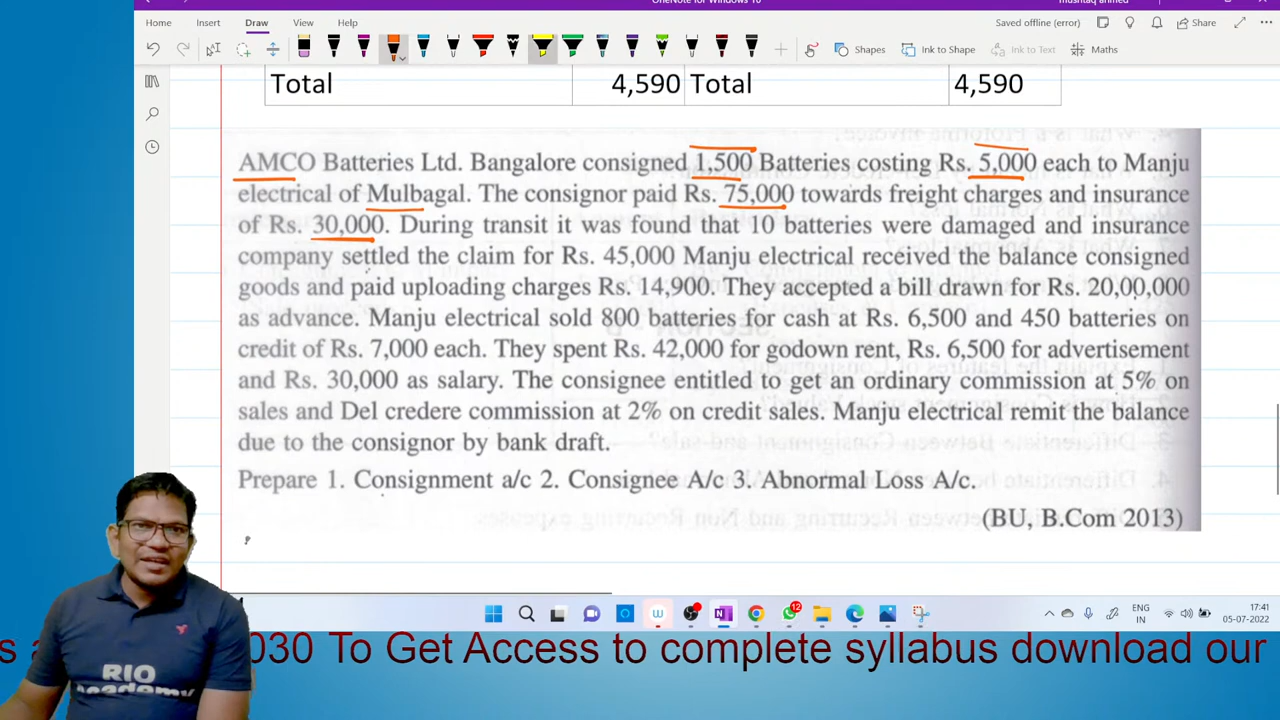 OneNote for Windows 10
mushtaq ahmed
Home Insert Draw View Help
Saved offline (error)
Share
Shapes
Ink to Shape
Ink to Text
Maths
Total 4,590 Total 4,590
AMCO Batteries Ltd. Bangalore consigned 1,500 Batteries costing Rs. 5,000 each to Manju
electrical of Mulbagal. The consignor paid Rs. 75,000 towards freight charges and insurance
of Rs. 30,000. During transit it was found that 10 batteries were damaged and insurance
company settled the claim for Rs. 45,000 Manju electrical received the balance consigned
goods and paid uploading charges Rs. 14,900. They accepted a bill drawn for Rs. 20,00,000
as advance. Manju electrical sold 800 batteries for cash at Rs. 6,500 and 450 batteries on
credit of Rs. 7,000 each. They spent Rs. 42,000 for godown rent, Rs. 6,500 for advertisement
and Rs. 30,000 as salary. The consignee entitled to get an ordinary commission at 5% on
sales and Del credere commission at 2% on credit sales. Manju electrical remit the balance
due to the consignor by bank draft.
Prepare 1. Consignment a/c 2. Consignee A/c 3. Abnormal Loss A/c.
(BU, B.Com 2013)
12
ENG
IN
17:41
05-07-2022
030 To Get Access to complete syllabus download our
RIO
Academy